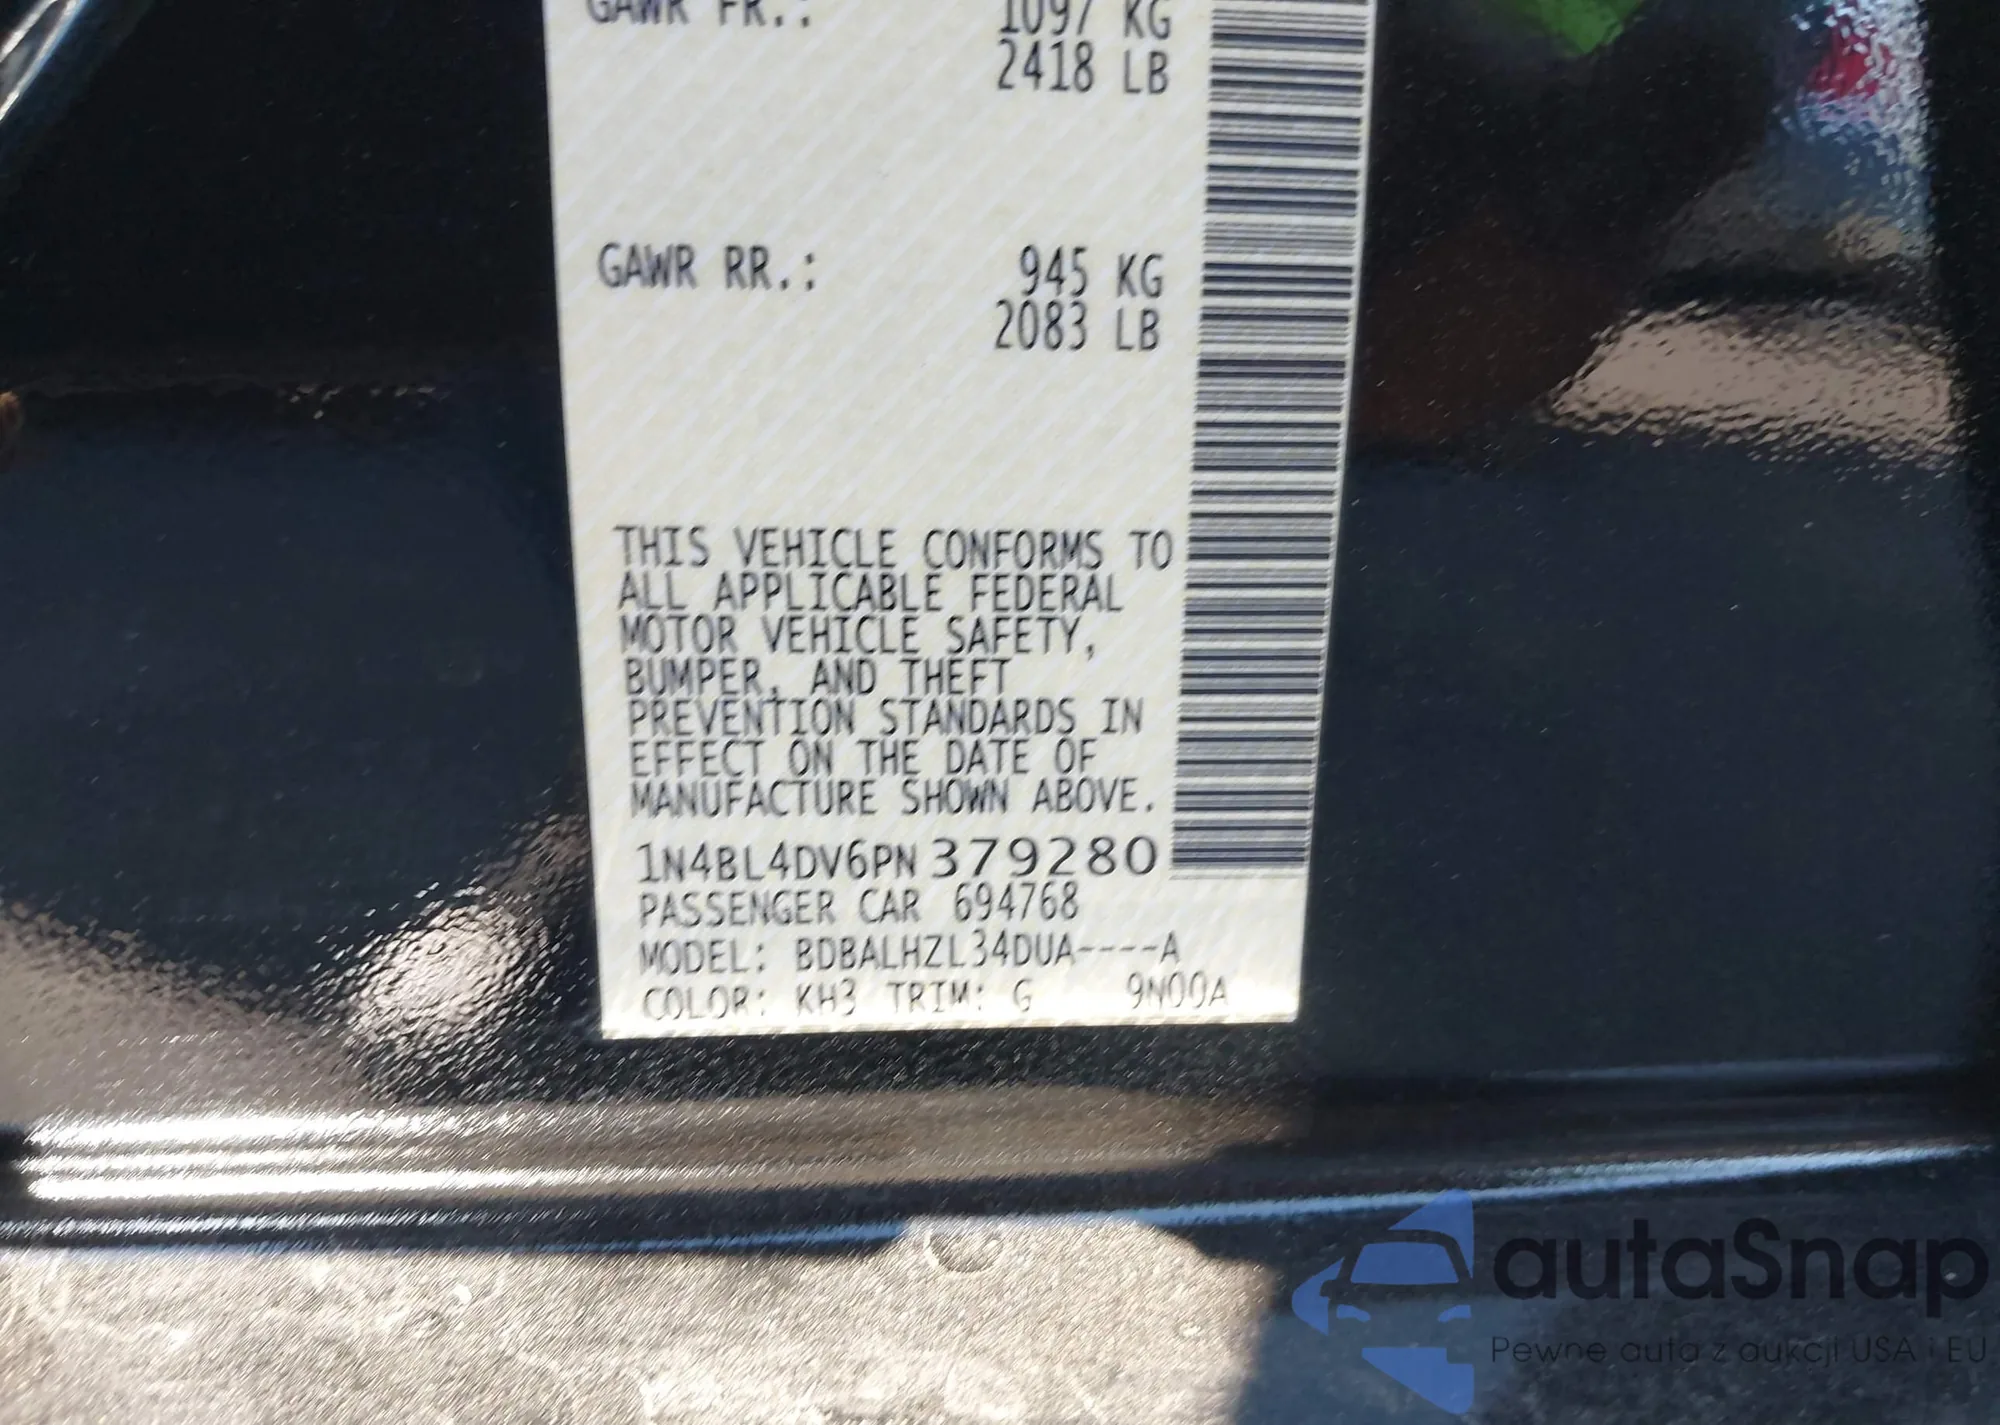 GAWR FR.: 1097 KG
2418 LB
GAWR RR.: 945 KG
2083 LB
THIS VEHICLE CONFORMS TO
ALL APPLICABLE FEDERAL
MOTOR VEHICLE SAFETY,
BUMPER, AND THEFT
PREVENTION STANDARDS IN
EFFECT ON THE DATE OF
MANUFACTURE SHOWN ABOVE.
1N4BL4DV6PN379280
PASSENGER CAR 694768
MODEL: BDBALHZL34DUA----A
COLOR: KH3 TRIM: G 9N00A
autaSnap
Pewne auta z aukcji USA i EU